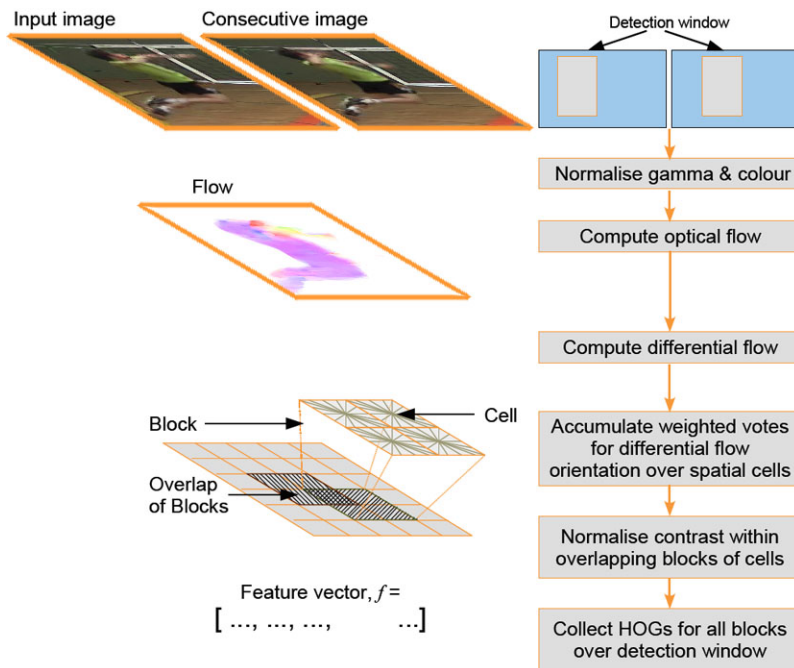 Input image
Consecutive image
Detection window
Normalise gamma & colour
Flow
Compute optical flow
Compute differential flow
Block
Cell
Accumulate weighted votes
for differential flow
orientation over spatial cells
Overlap
of Blocks
Normalise contrast within
overlapping blocks of cells
Feature vector, f =
[ ..., ..., ..., ...]
Collect HOGs for all blocks
over detection window